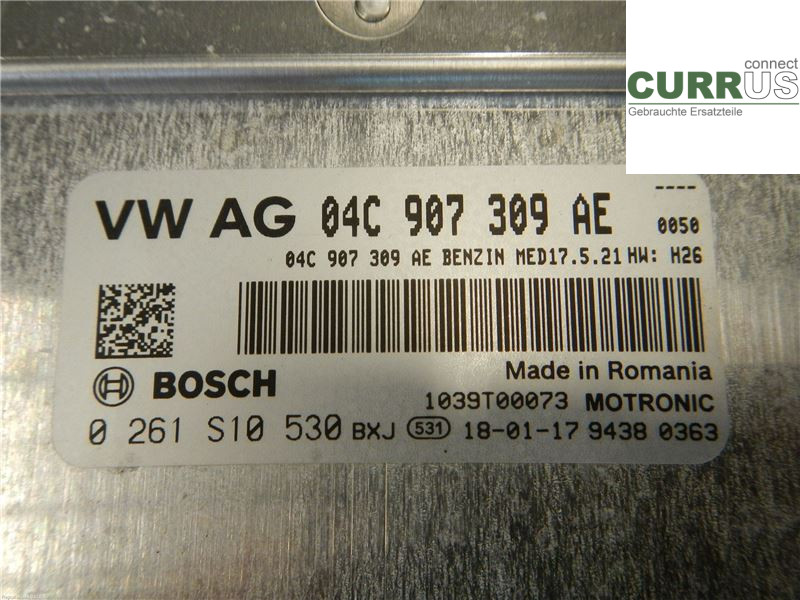 connect
CURRUS
Gebrauchte Ersatzteile
----
VW AG 04C 907 309 AE 0050
04C 907 309 AE BENZIN MED17.5.21 HW: H26
Made in Romania
BOSCH
1039T00073 MOTRONIC
0 261 S10 530 BXJ 531 18-01-17 9438 0363